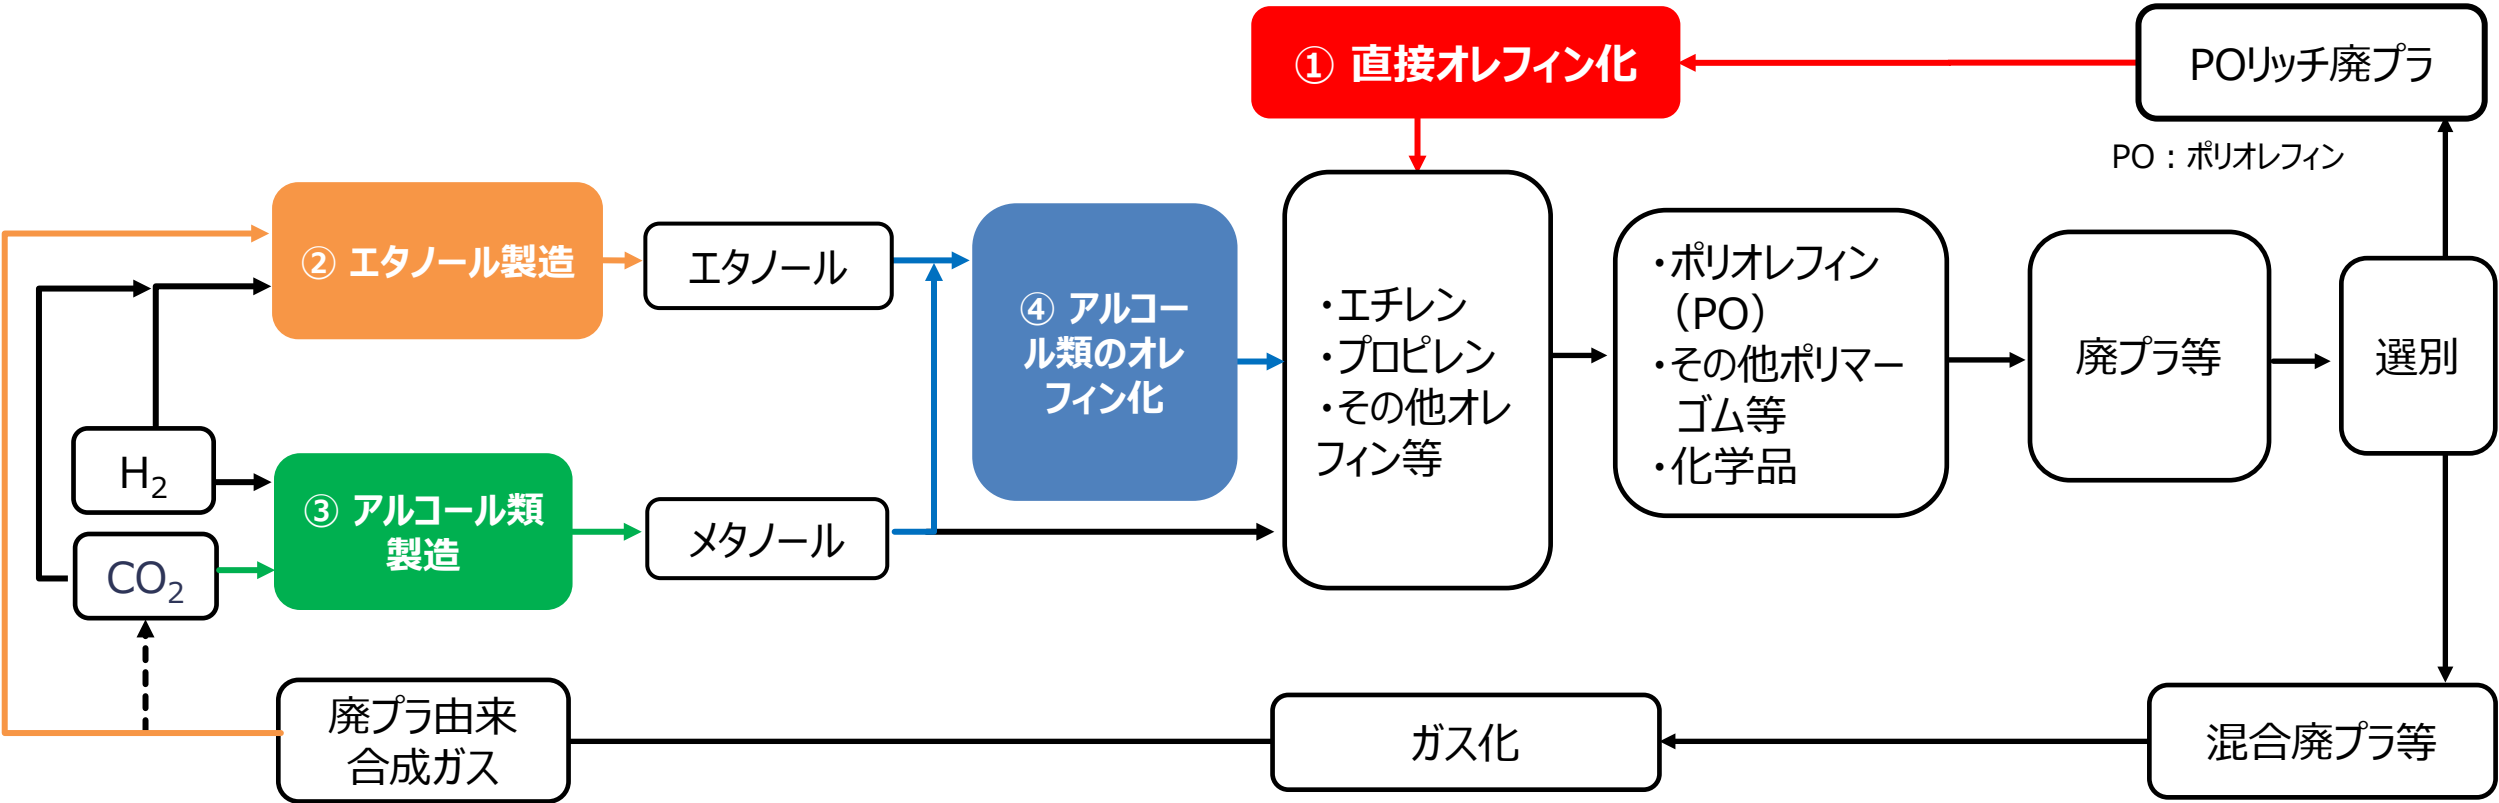 ① 直接オレフィン化
POリッチ廃プラ
PO：ポリオレフィン
② エタノール製造
エタノール
④ アルコー
ル類のオレ
フィン化
・エチレン
・プロピレン
・その他オレ
フィン等
・ポリオレフィン
（PO）
・その他ポリマー
ゴム等
・化学品
廃プラ等
選別
H2
③ アルコール類
製造
メタノール
CO2
廃プラ由来
合成ガス
ガス化
混合廃プラ等